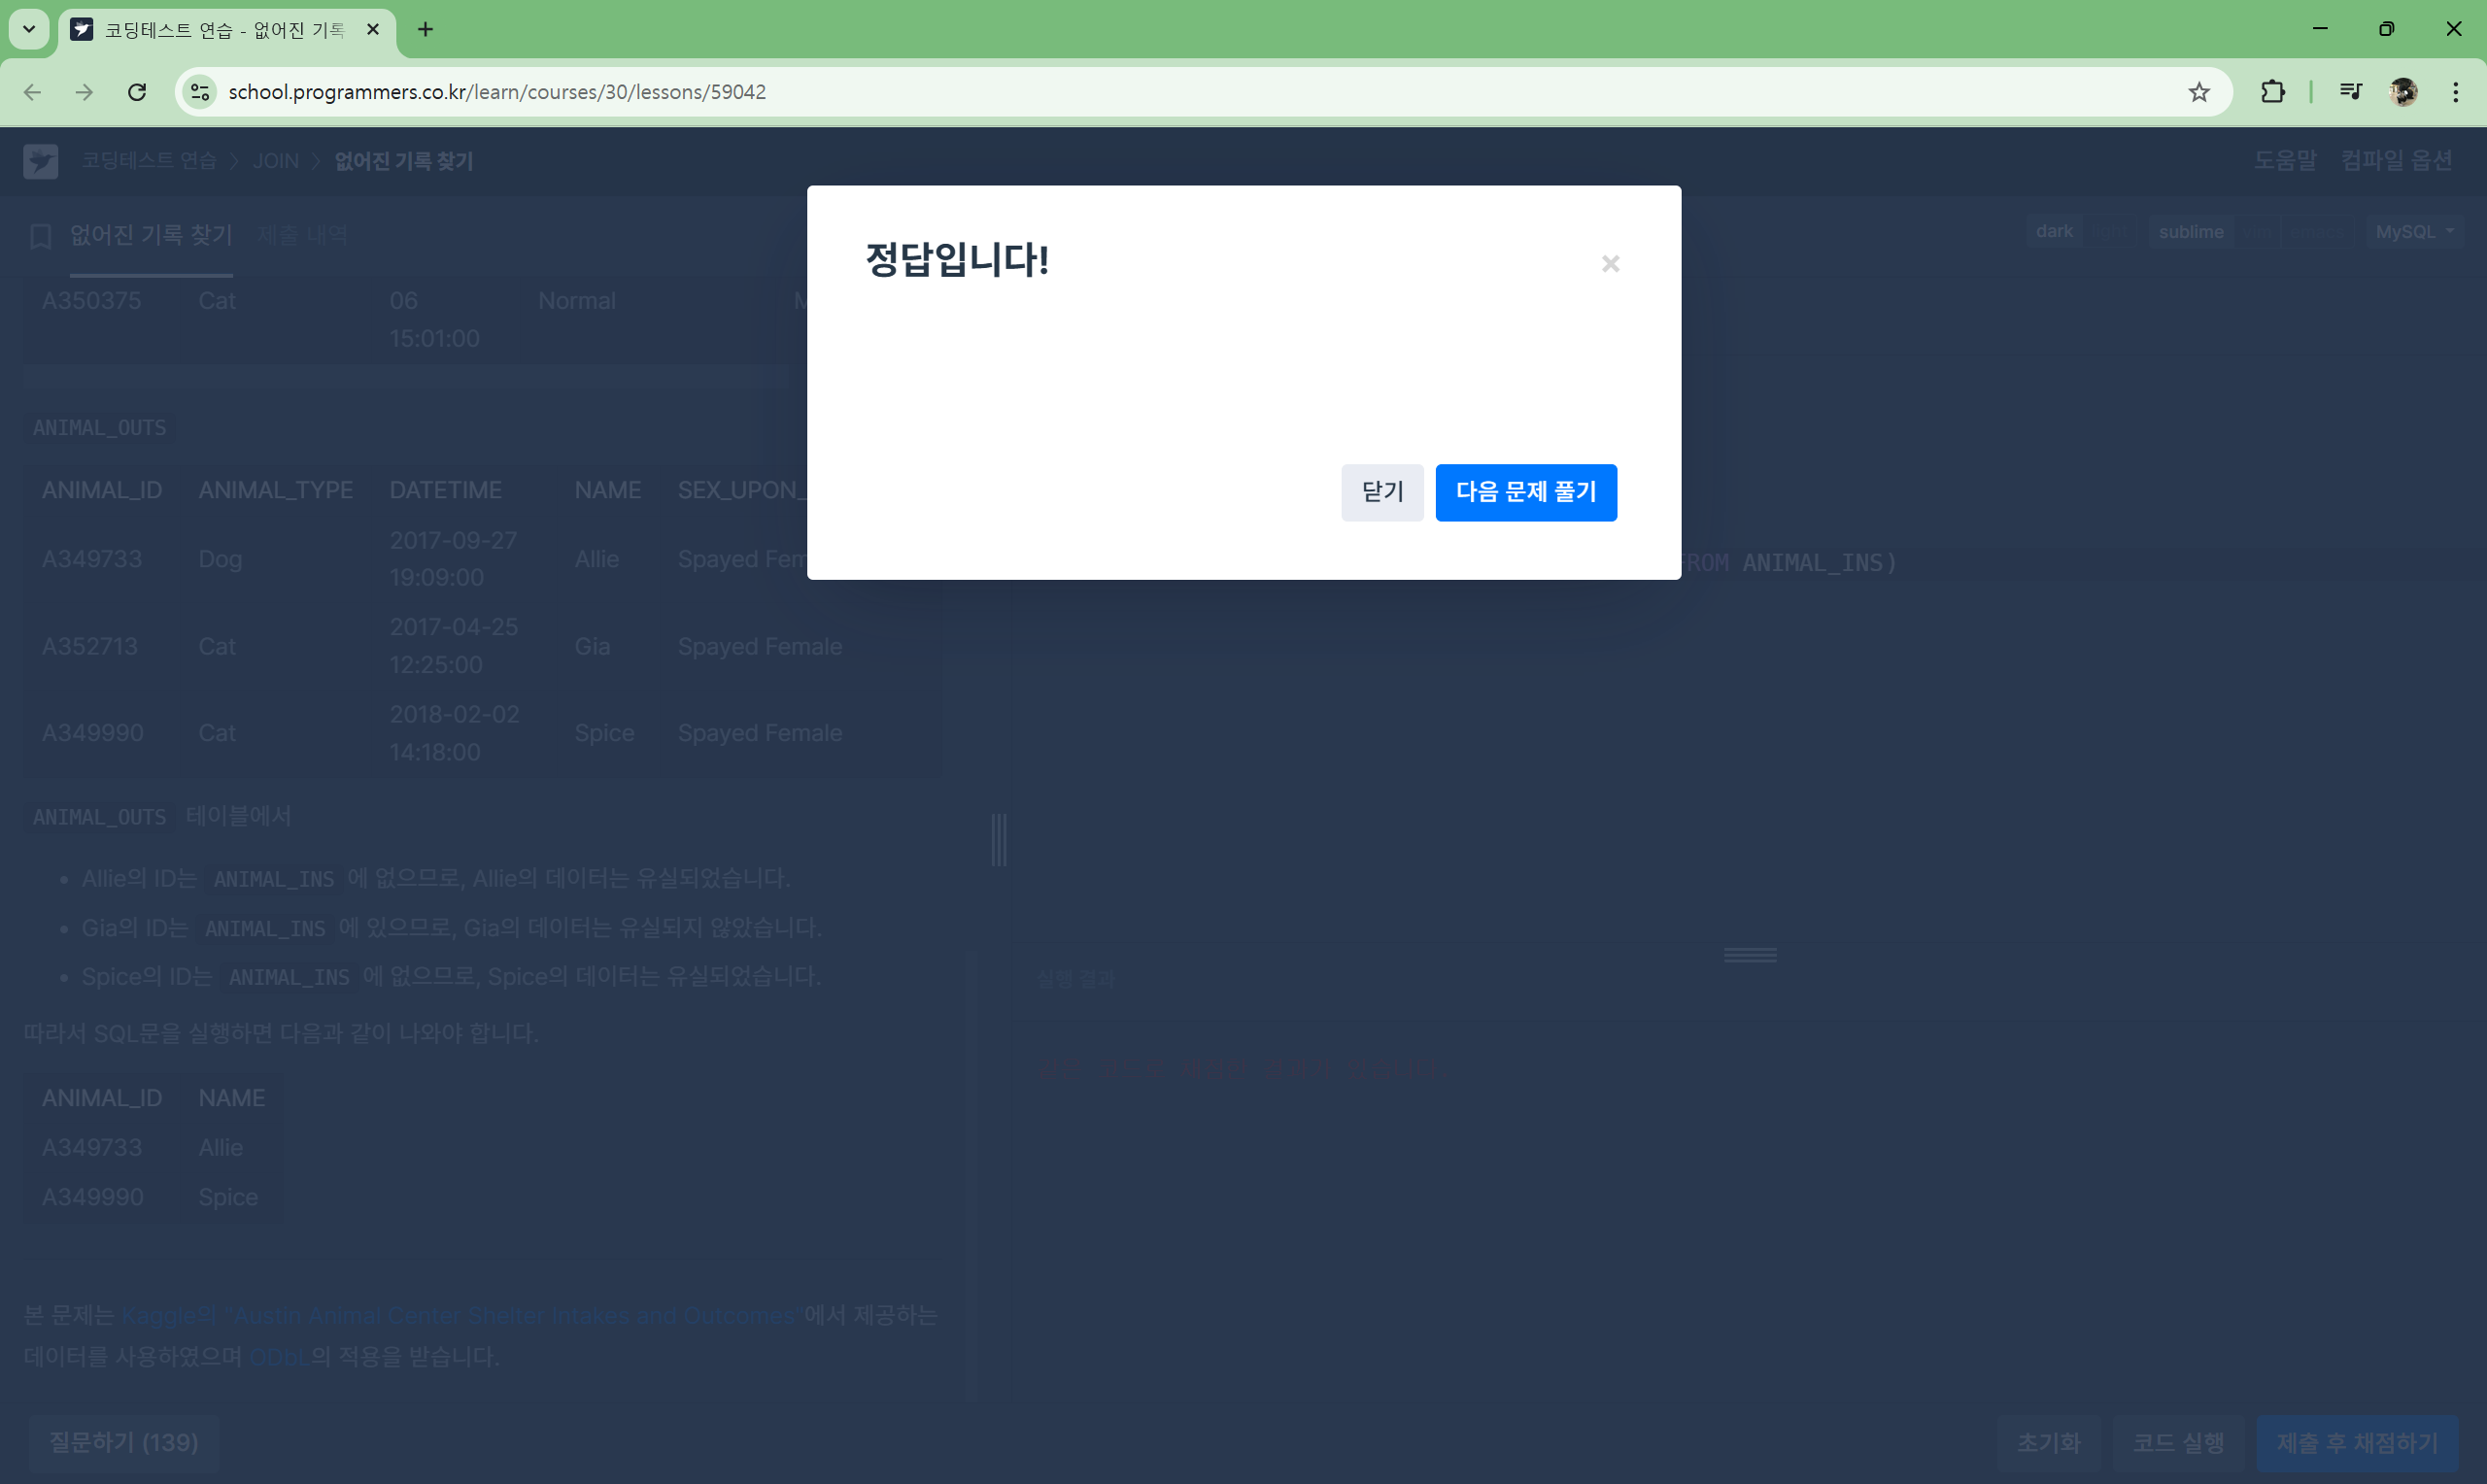 코딩테스트 연습 - 없어진 기록
school.programmers.co.kr/learn/courses/30/lessons/59042
코딩테스트 연습 > JOIN > 없어진 기록 찾기
도움말 컴파일 옵션
없어진 기록 찾기 제출 내역
dark light sublime vim emacs MySQL
정답입니다!
×
닫기 다음 문제 풀기
A350375 Cat 06 15:01:00 Normal M
ANIMAL_OUTS
ANIMAL_ID ANIMAL_TYPE DATETIME NAME SEX_UPON_
A349733 Dog 2017-09-27 19:09:00 Allie Spayed Fem
A352713 Cat 2017-04-25 12:25:00 Gia Spayed Female
A349990 Cat 2018-02-02 14:18:00 Spice Spayed Female
ANIMAL_OUTS 테이블에서
• Allie의 ID는 ANIMAL_INS 에 없으므로, Allie의 데이터는 유실되었습니다.
• Gia의 ID는 ANIMAL_INS 에 있으므로, Gia의 데이터는 유실되지 않았습니다.
• Spice의 ID는 ANIMAL_INS 에 없으므로, Spice의 데이터는 유실되었습니다.
따라서 SQL문을 실행하면 다음과 같이 나와야 합니다.
ANIMAL_ID NAME
A349733 Allie
A349990 Spice
본 문제는 Kaggle의 "Austin Animal Center Shelter Intakes and Outcomes"에서 제공하는
데이터를 사용하였으며 ODbL의 적용을 받습니다.
FROM ANIMAL_INS)
실행 결과
질문하기 (139)
초기화 코드 실행 제출 후 채점하기